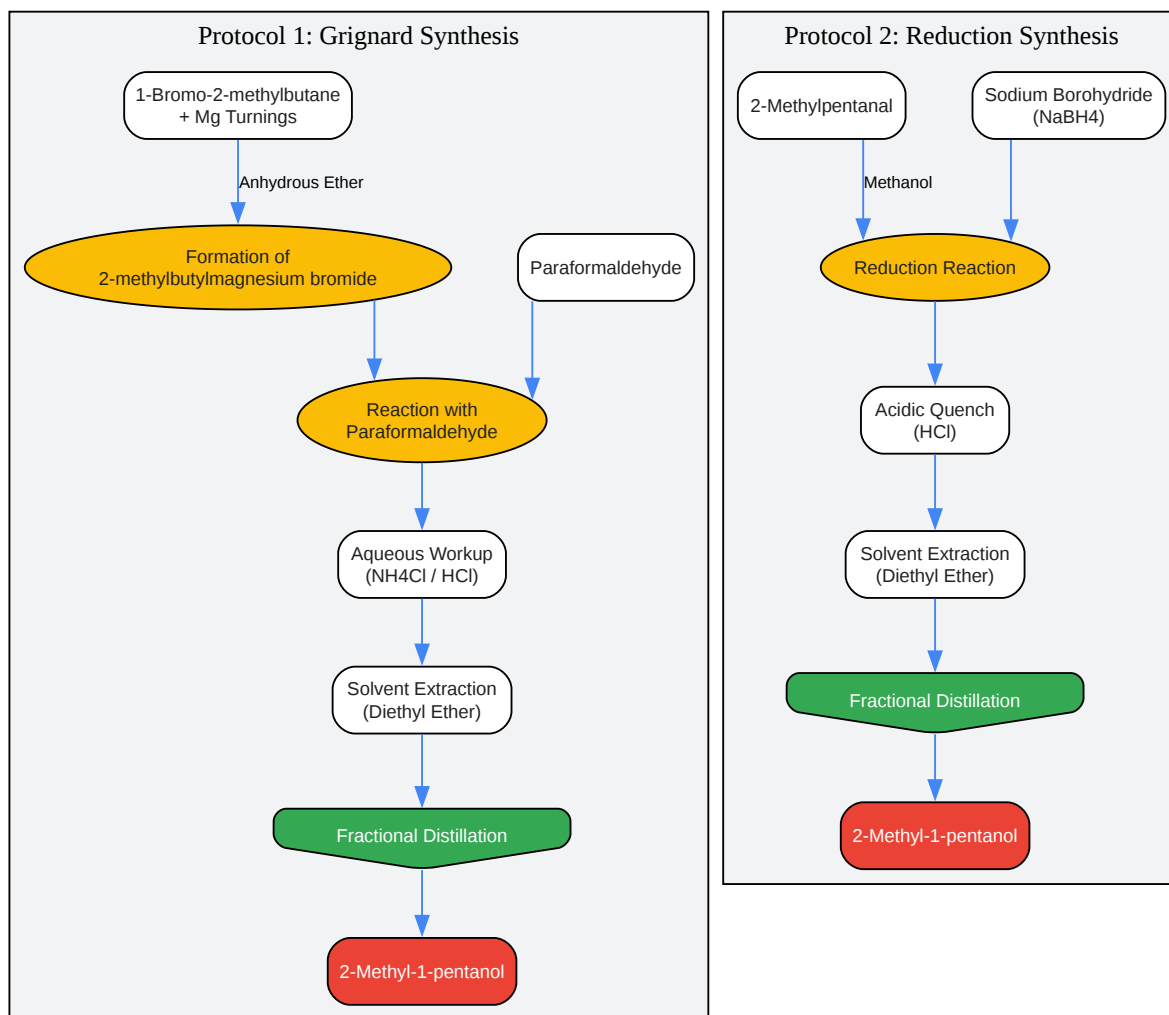 Protocol 1: Grignard Synthesis
1-Bromo-2-methylbutane
+ Mg Turnings
Anhydrous Ether
Formation of
2-methylbutylmagnesium bromide
Paraformaldehyde
Reaction with
Paraformaldehyde
Aqueous Workup
(NH4Cl / HCl)
Solvent Extraction
(Diethyl Ether)
Fractional Distillation
2-Methyl-1-pentanol
Protocol 2: Reduction Synthesis
2-Methylpentanal
Sodium Borohydride
(NaBH4)
Methanol
Reduction Reaction
Acidic Quench
(HCl)
Solvent Extraction
(Diethyl Ether)
Fractional Distillation
2-Methyl-1-pentanol